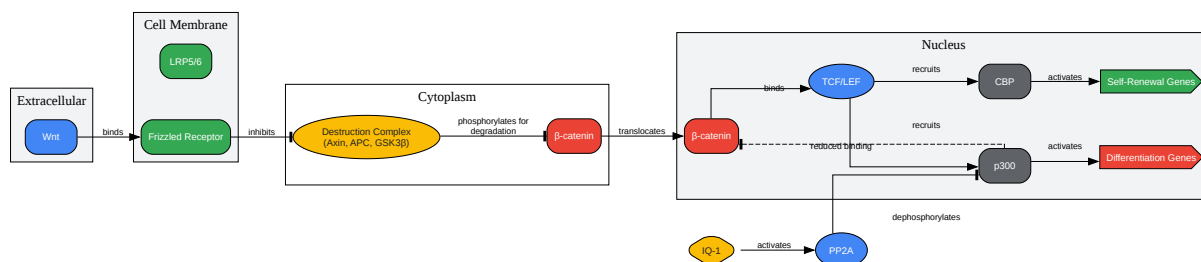 Cell Membrane
LRP5/6
Extracellular
Wnt
binds
Frizzled Receptor
inhibits
Cytoplasm
Destruction Complex
(Axin, APC, GSK3β)
phosphorylates for
degradation
β-catenin
translocates
Nucleus
β-catenin
binds
TCF/LEF
recruits
CBP
activates
Self-Renewal Genes
recruits
reduced binding
p300
activates
Differentiation Genes
dephosphorylates
IQ-1
activates
PP2A